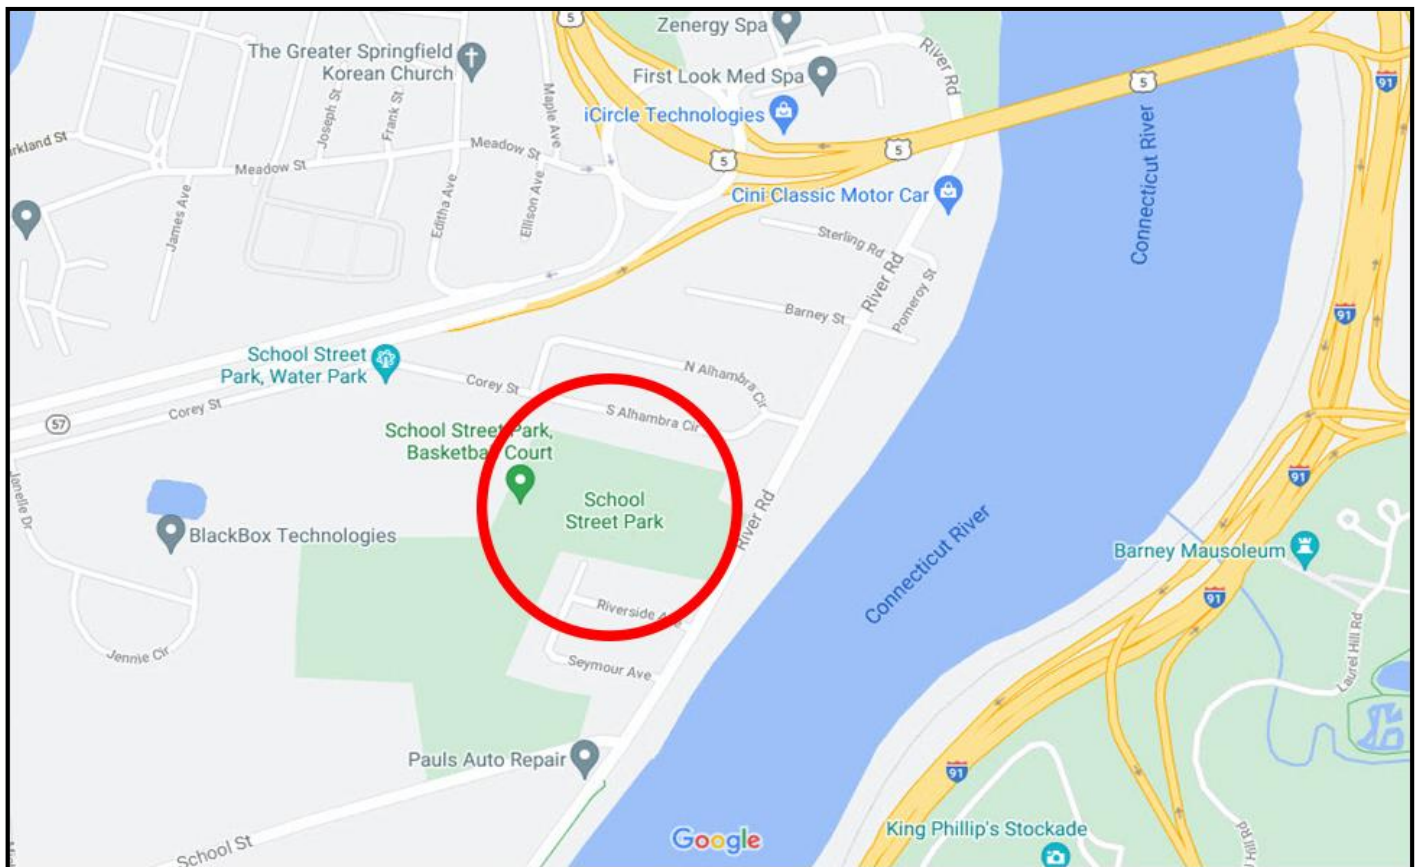 5
Zenergy Spa
River Rd
The Greater Springfield
Korean Church
First Look Med Spa
5
91
Joseph St
Frank St
Maple Ave
iCircle Technologies
Connecticut River
Meadow St
Meadow St
5
5
James Ave
Editha Ave
Ellison Ave
Cini Classic Motor Car
Sterling Rd
River Rd
Pomeroy St
Barney St
91
School Street
Park, Water Park
Corey St
N Alhambra Cir
Corey St
S Alhambra Cir
57
School Street Park,
Court
91
Janelle Dr
School
Street Park
River Rd
BlackBox Technologies
Connecticut River
Barney Mausoleum
91
Riverside
Jennie Cir
Seymour Ave
Laurel Hill Rd
Pauls Auto Repair
91
School St
Google
King Phillip's Stockade
Hill Rd